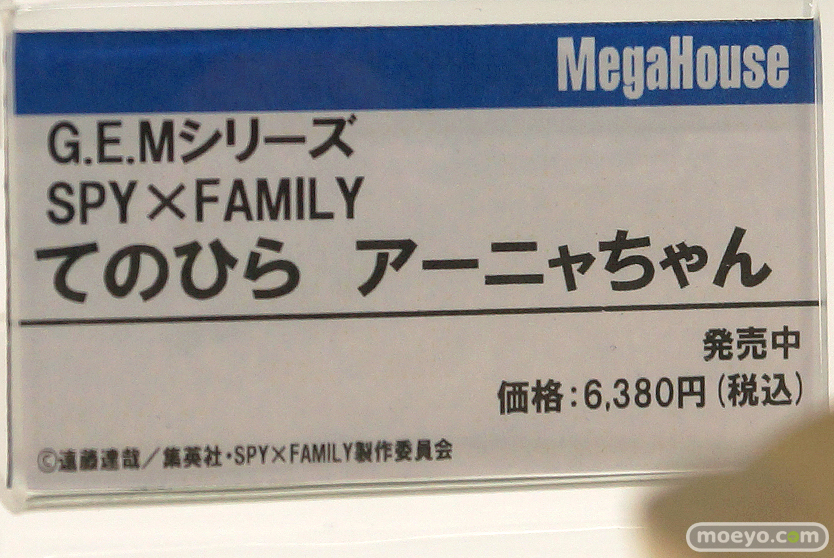 MegaHouse
G.E.Mシリーズ
SPY×FAMILY
てのひら アーニャちゃん
発売中
価格:6,380円(税込)
©遠藤達哉/集英社・SPY×FAMILY製作委員会
moeyo.com